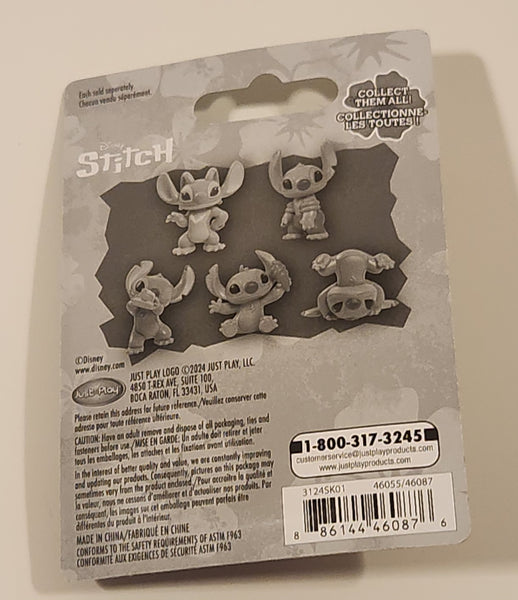 Each sold separately.
Chacun vendu séparément.
COLLECT
THEM ALL!
COLLECTIONNE-
LES TOUTES !
Disney
Stitch
©Disney
www.disney.com
Just Play!
JUST PLAY LOGO ©2024 JUST PLAY, LLC.
4850 T-REX AVE, SUITE 100,
BOCA RATON, FL 33431, USA
Please retain this address for future reference./Veuillez conserver cette
adresse pour toute référence ultérieure.
CAUTION: Have an adult remove and dispose of all packaging, ties and
fasteners before use./MISE EN GARDE: Un adulte doit retirer et jeter
tous les emballages, les attaches et les fixations avant utilisation.
In the interest of better quality and value, we are constantly improving
and updating our products. Consequently, pictures on this package may
sometimes vary from the product enclosed./Pour accroître la qualité et
la valeur, nous ne cessons d'améliorer et d'actualiser nos produits. Par
conséquent, les images sur cet emballage peuvent parfois être
différentes du produit à l'intérieur.
MADE IN CHINA/FABRIQUÉ EN CHINE
CONFORMS TO THE SAFETY REQUIREMENTS OF ASTM F963
CONFORME AUX EXIGENCES DE SÉCURITÉ ASTM F963
1-800-317-3245
customerservice@justplayproducts.com
www.justplayproducts.com
3124SK01 46055/46087
8 86144 46087 6